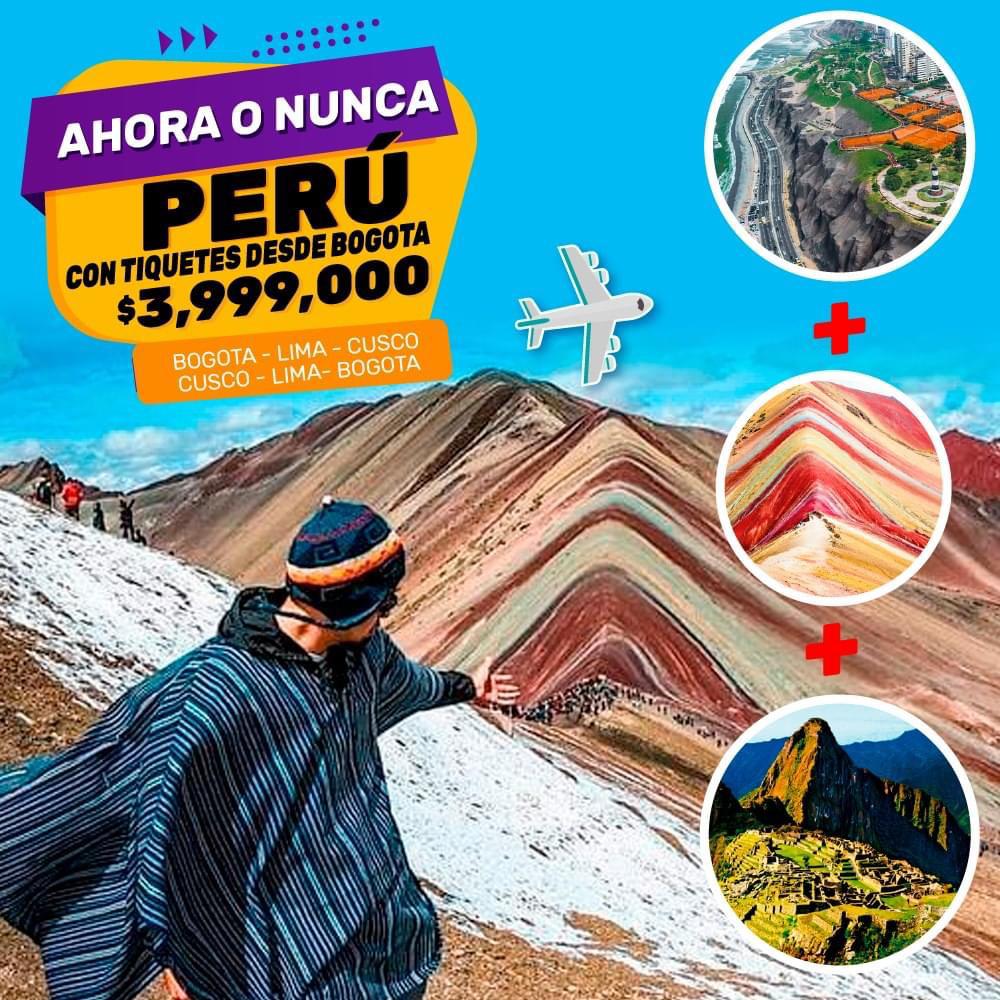 AHORA O NUNCA
PERÚ
CON TIQUETES DESDE BOGOTA
$3,999,000
BOGOTA - LIMA - CUSCO
CUSCO - LIMA- BOGOTA